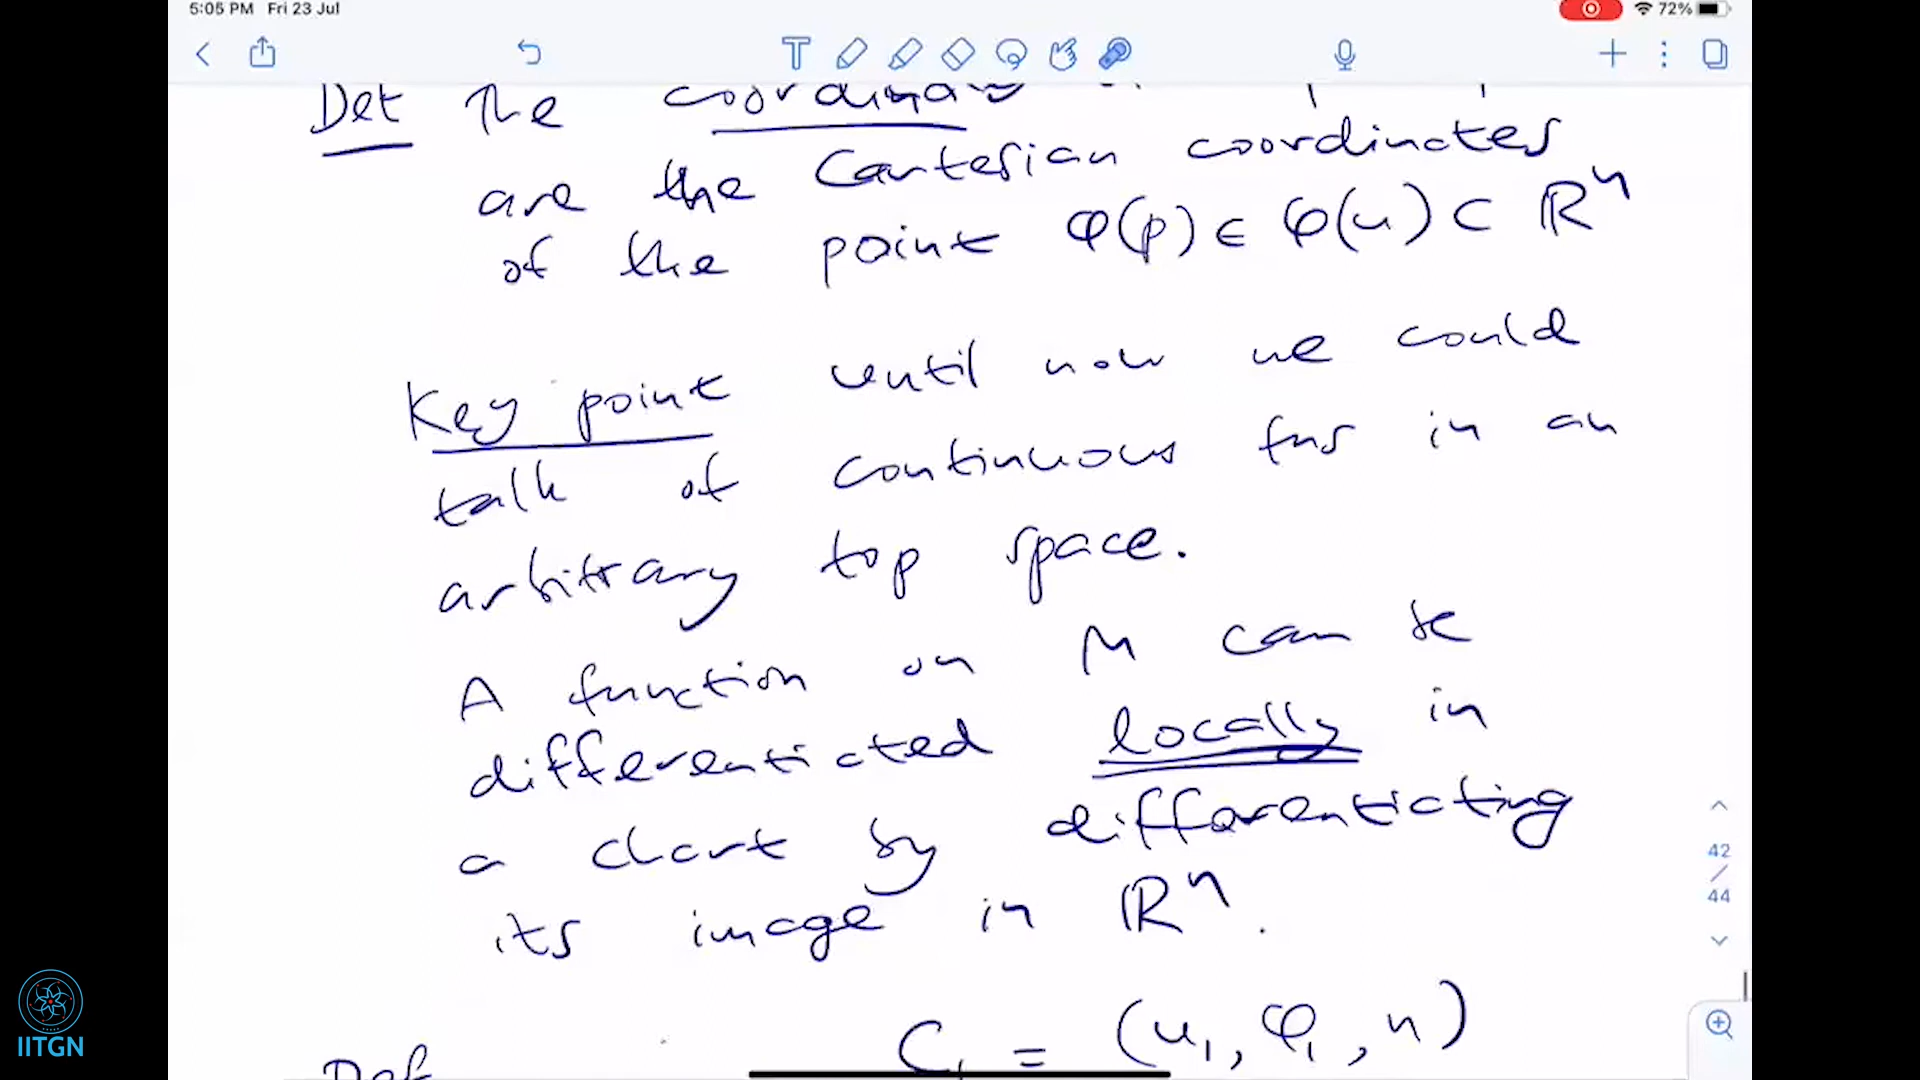 5:05 PM Fri 23 Jul
72%
Def The coordinates
are the Cartesian coordinates
of the point φ(p) ∈ φ(u) ⊂ ℝⁿ
Key point until now we could
talk of continuous fns in an
arbitrary top space.
A function on M can be
differentiated locally in
a chart by differentiating
its image in ℝⁿ.
42
/
44
Def C₁ = (u₁, φ₁, n)
IITGN